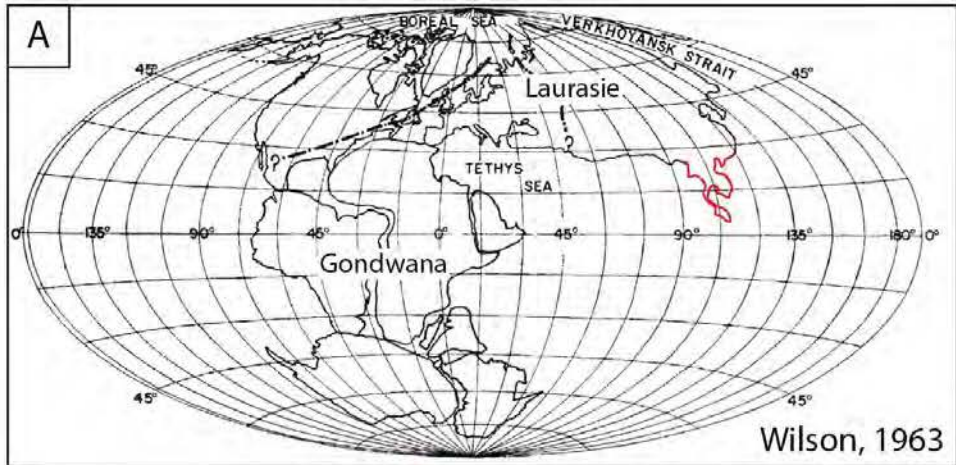 A
BOREAL SEA
VERKHOYANSK STRAIT
45° 45°
Laurasie
?
?
TETHYS
SEA
0° 135° 90° 45° 0° 45° 90° 135° 180° 0°
Gondwana
45° 45°
Wilson, 1963